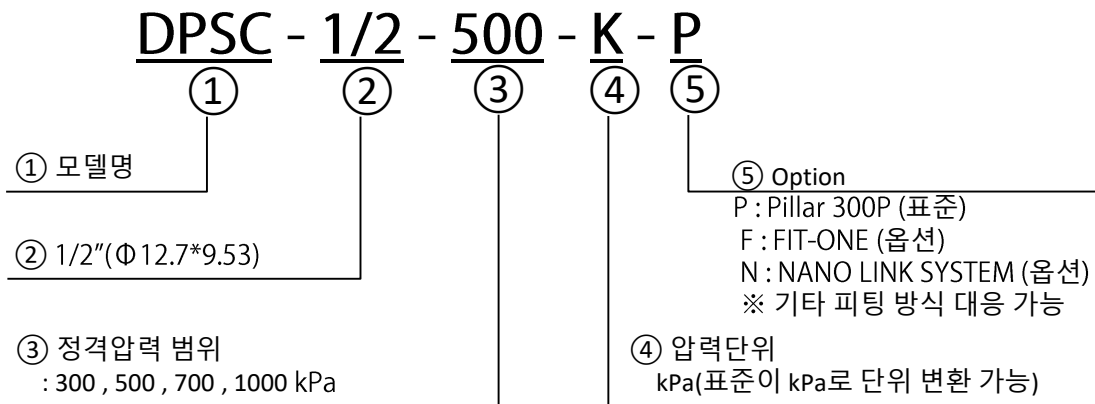 DPSC - 1/2 - 500 - K - P
① ② ③ ④ ⑤
① 모델명
② 1/2"(Φ12.7*9.53)
③ 정격압력 범위
: 300 , 500 , 700 , 1000 kPa
⑤ Option
P : Pillar 300P (표준)
F : FIT-ONE (옵션)
N : NANO LINK SYSTEM (옵션)
※ 기타 피팅 방식 대응 가능
④ 압력단위
kPa(표준이 kPa로 단위 변환 가능)